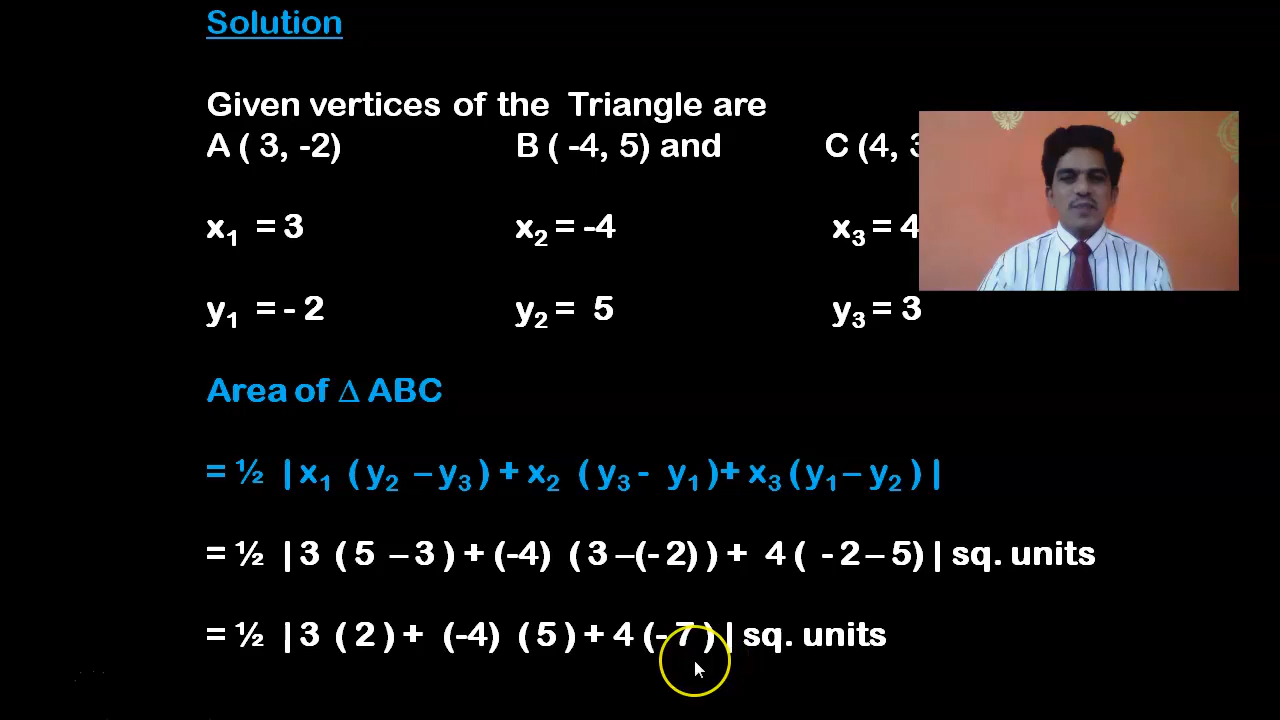 Solution
Given vertices of the Triangle are
A ( 3, -2) B ( -4, 5) and C (4, 3
x₁ = 3 x₂ = -4 x₃ = 4
y₁ = - 2 y₂ = 5 y₃ = 3
Area of Δ ABC
= ½ | x₁ ( y₂ – y₃ ) + x₂ ( y₃ - y₁ )+ x₃ ( y₁ – y₂ ) |
= ½ | 3 ( 5 – 3 ) + (-4) ( 3 –(- 2) ) + 4 ( - 2 – 5) | sq. units
= ½ | 3 ( 2 ) + (-4) ( 5 ) + 4 (- 7 ) | sq. units